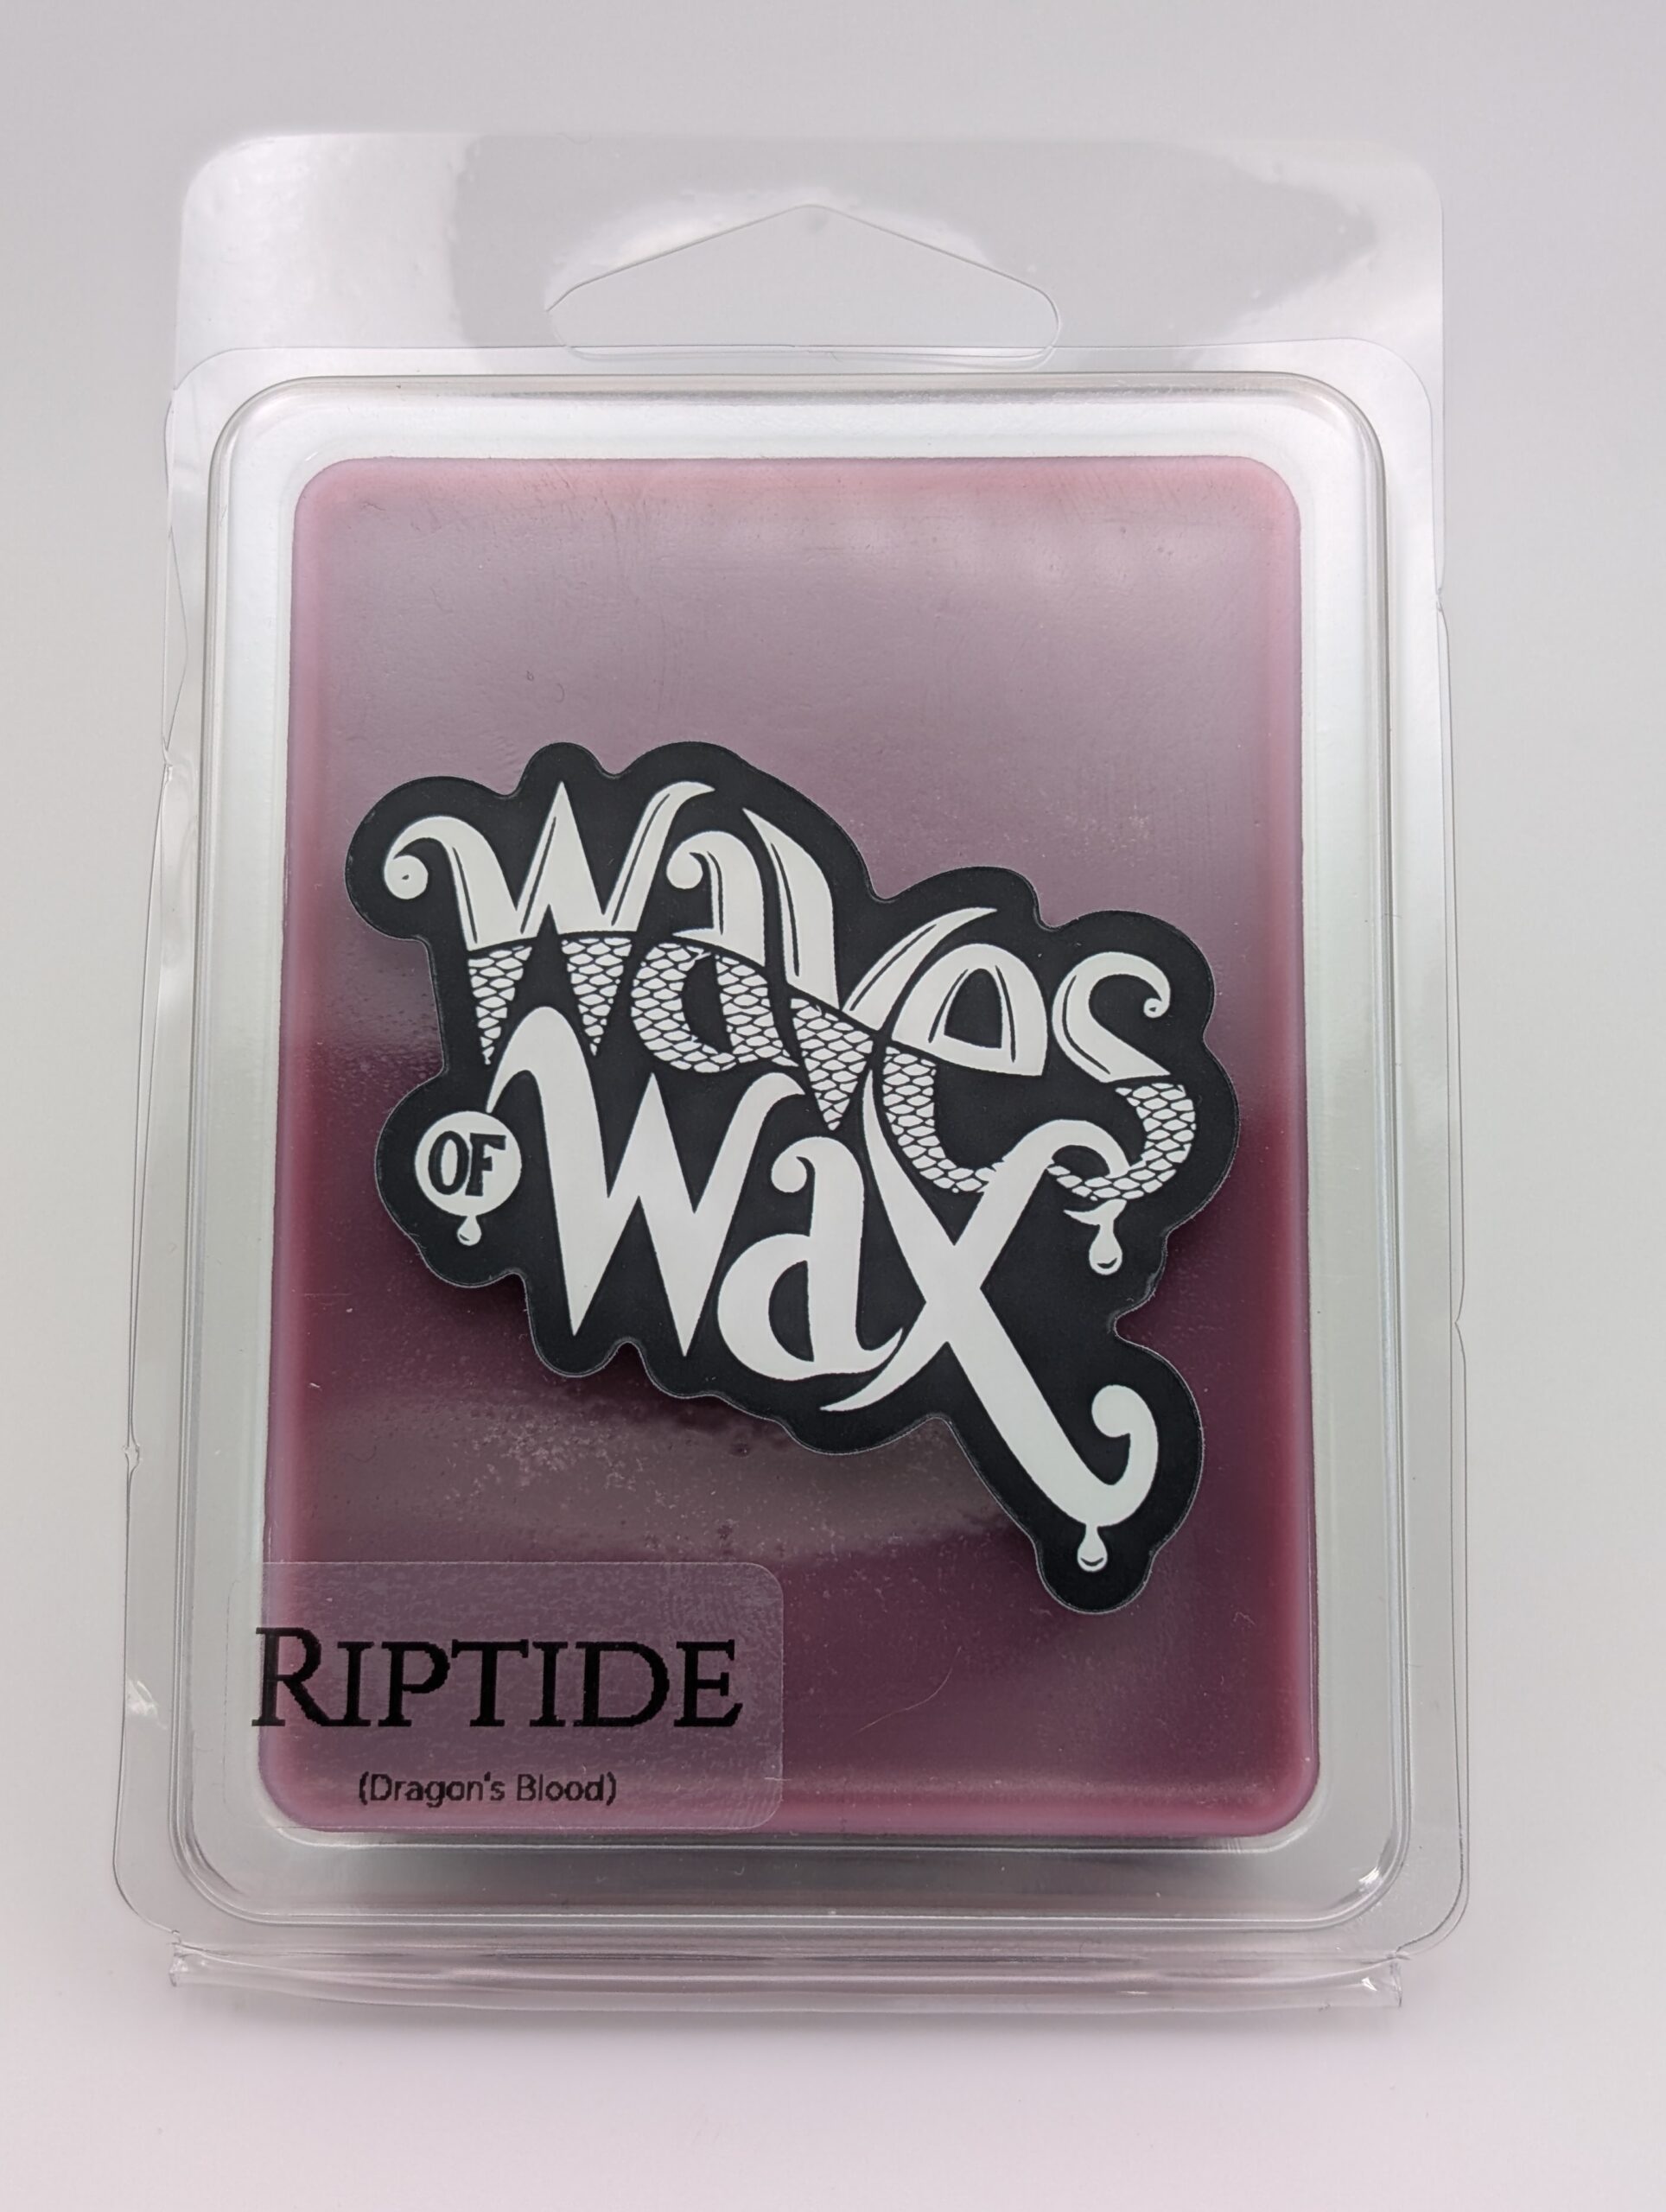 Waves
OF
Wax
RIPTIDE
(Dragon's Blood)